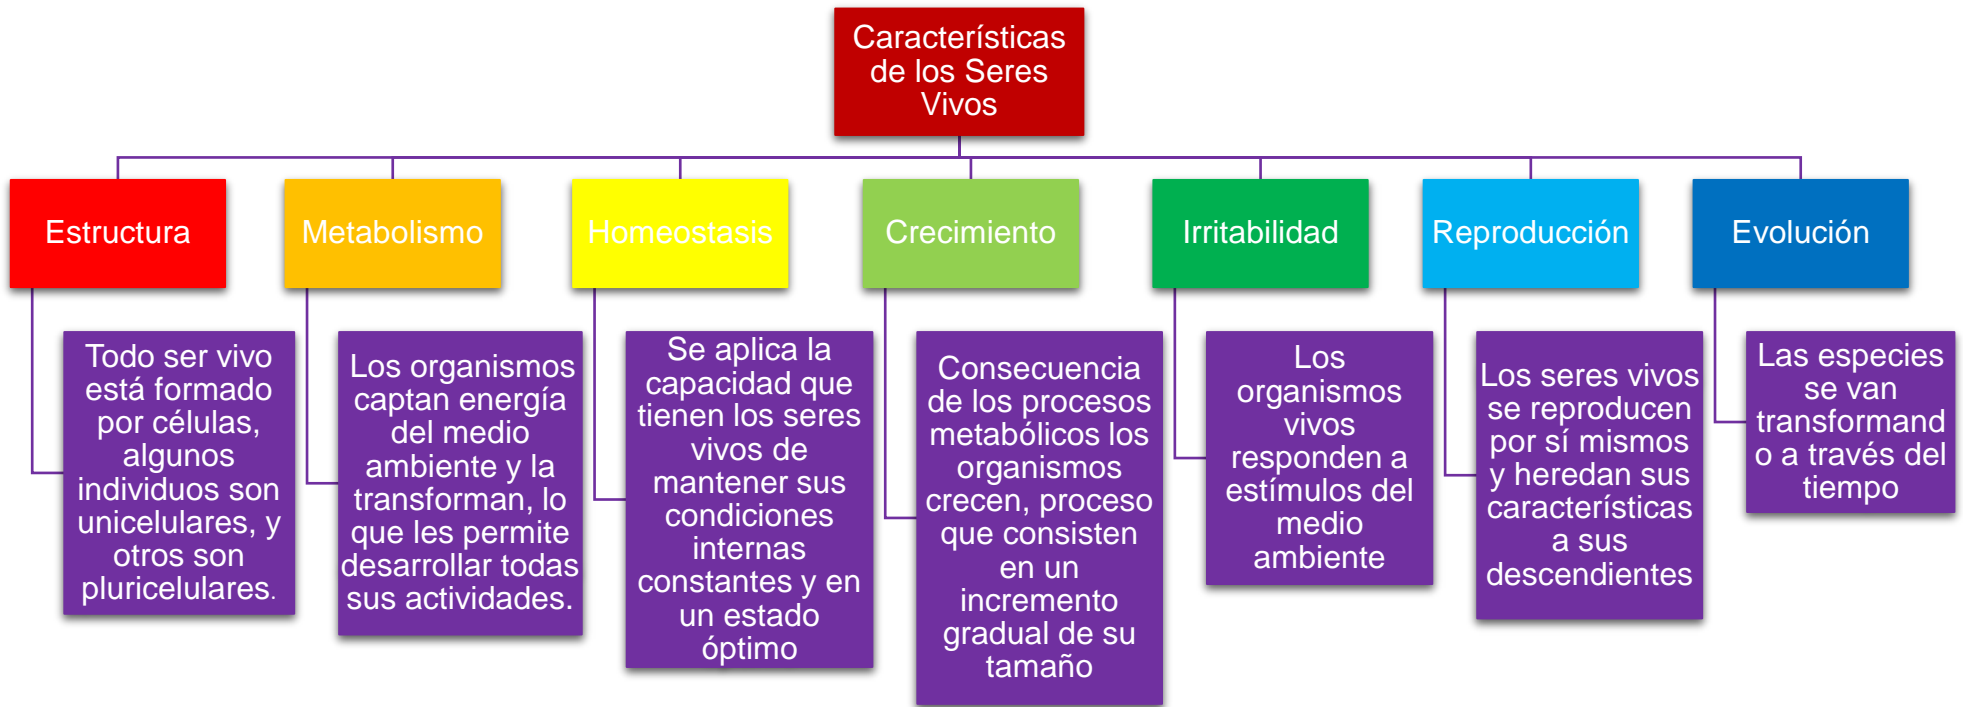 Características
de los Seres
Vivos
Estructura
Metabolismo
Homeostasis
Crecimiento
Irritabilidad
Reproducción
Evolución
Todo ser vivo
está formado
por células,
algunos
individuos son
unicelulares, y
otros son
pluricelulares.
Los organismos
captan energía
del medio
ambiente y la
transforman, lo
que les permite
desarrollar todas
sus actividades.
Se aplica la
capacidad que
tienen los seres
vivos de
mantener sus
condiciones
internas
constantes y en
un estado
óptimo
Consecuencia
de los procesos
metabólicos los
organismos
crecen, proceso
que consisten
en un
incremento
gradual de su
tamaño
Los
organismos
vivos
responden a
estímulos del
medio
ambiente
Los seres vivos
se reproducen
por sí mismos
y heredan sus
características
a sus
descendientes
Las especies
se van
transformand
o a través del
tiempo